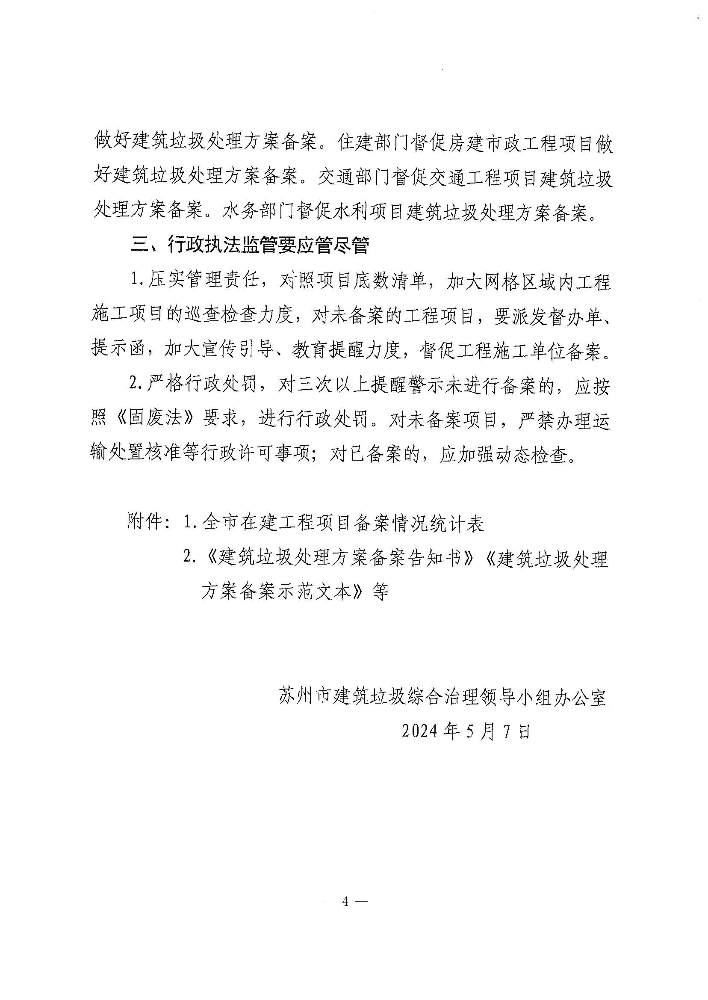 做好建筑垃圾处理方案备案。住建部门督促房建市政工程项目做
好建筑垃圾处理方案备案。交通部门督促交通工程项目建筑垃圾
处理方案备案。水务部门督促水利项目建筑垃圾处理方案备案。
三、行政执法监管要应管尽管
1.压实管理责任，对照项目底数清单，加大网格区域内工程
施工项目的巡查检查力度，对未备案的工程项目，要派发督办单、
提示函，加大宣传引导、教育提醒力度，督促工程施工单位备案。
2.严格行政处罚，对三次以上提醒警示未进行备案的，应按
照《固废法》要求，进行行政处罚。对未备案项目，严禁办理运
输处置核准等行政许可事项；对已备案的，应加强动态检查。
附件：1.全市在建工程项目备案情况统计表
2.《建筑垃圾处理方案备案告知书》《建筑垃圾处理
方案备案示范文本》等
苏州市建筑垃圾综合治理领导小组办公室
2024年5月7日
— 4 —